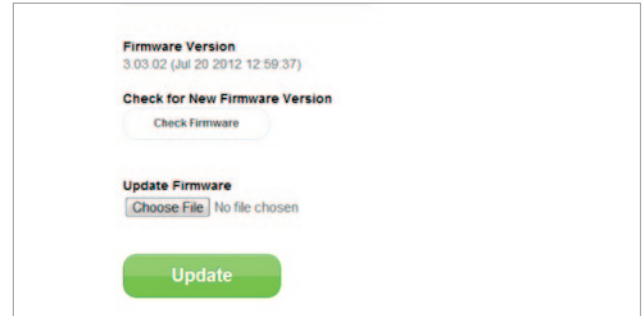 Firmware Version
3.03.02 (Jul 20 2012 12:59:37)
Check for New Firmware Version
Check Firmware
Update Firmware
Choose File No file chosen
Update